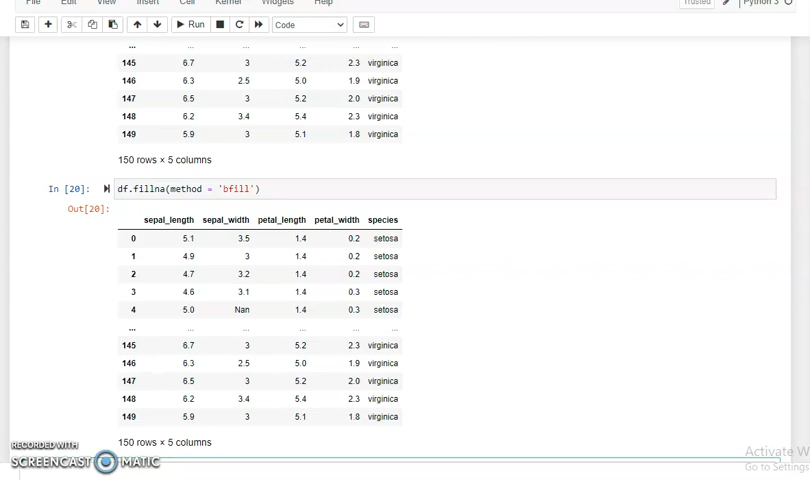 File Edit View Insert Cell Kernel Widgets Help Trusted Python 3
Run Code
... ... ... ... ... ...
145 6.7 3 5.2 2.3 virginica
146 6.3 2.5 5.0 1.9 virginica
147 6.5 3 5.2 2.0 virginica
148 6.2 3.4 5.4 2.3 virginica
149 5.9 3 5.1 1.8 virginica
150 rows × 5 columns
In [20]: df.fillna(method = 'bfill')
Out[20]:
sepal_length sepal_width petal_length petal_width species
0 5.1 3.5 1.4 0.2 setosa
1 4.9 3 1.4 0.2 setosa
2 4.7 3.2 1.4 0.2 setosa
3 4.6 3.1 1.4 0.3 setosa
4 5.0 Nan 1.4 0.3 setosa
... ... ... ... ... ...
145 6.7 3 5.2 2.3 virginica
146 6.3 2.5 5.0 1.9 virginica
147 6.5 3 5.2 2.0 virginica
148 6.2 3.4 5.4 2.3 virginica
149 5.9 3 5.1 1.8 virginica
150 rows × 5 columns
RECORDED WITH
SCREENCAST MATIC
Activate W
Go to Settings